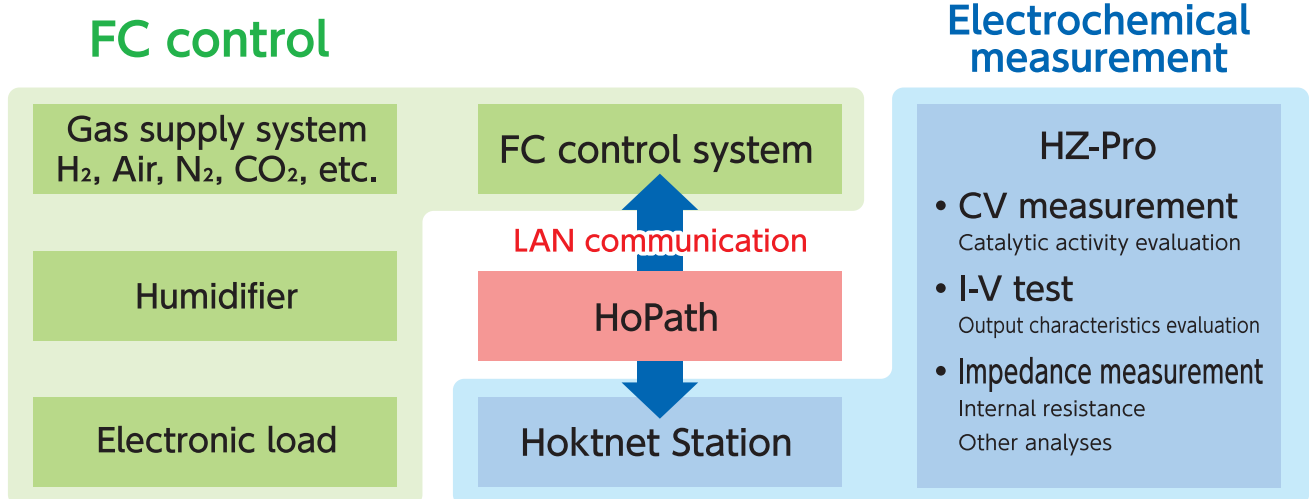 FC control
Gas supply system
H₂, Air, N₂, CO₂, etc.
Humidifier
Electronic load
FC control system
LAN communication
HoPath
Hoktnet Station
Electrochemical
measurement
HZ-Pro
• CV measurement
Catalytic activity evaluation
• I-V test
Output characteristics evaluation
• Impedance measurement
Internal resistance
Other analyses